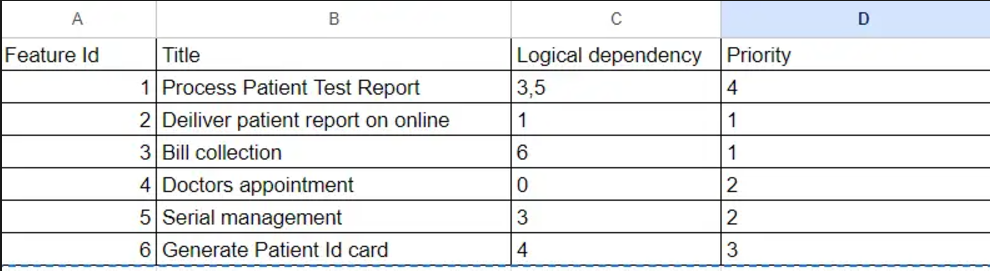 A B C D
Feature Id Title Logical dependency Priority
1 Process Patient Test Report 3,5 4
2 Deiliver patient report on online 1 1
3 Bill collection 6 1
4 Doctors appointment 0 2
5 Serial management 3 2
6 Generate Patient Id card 4 3